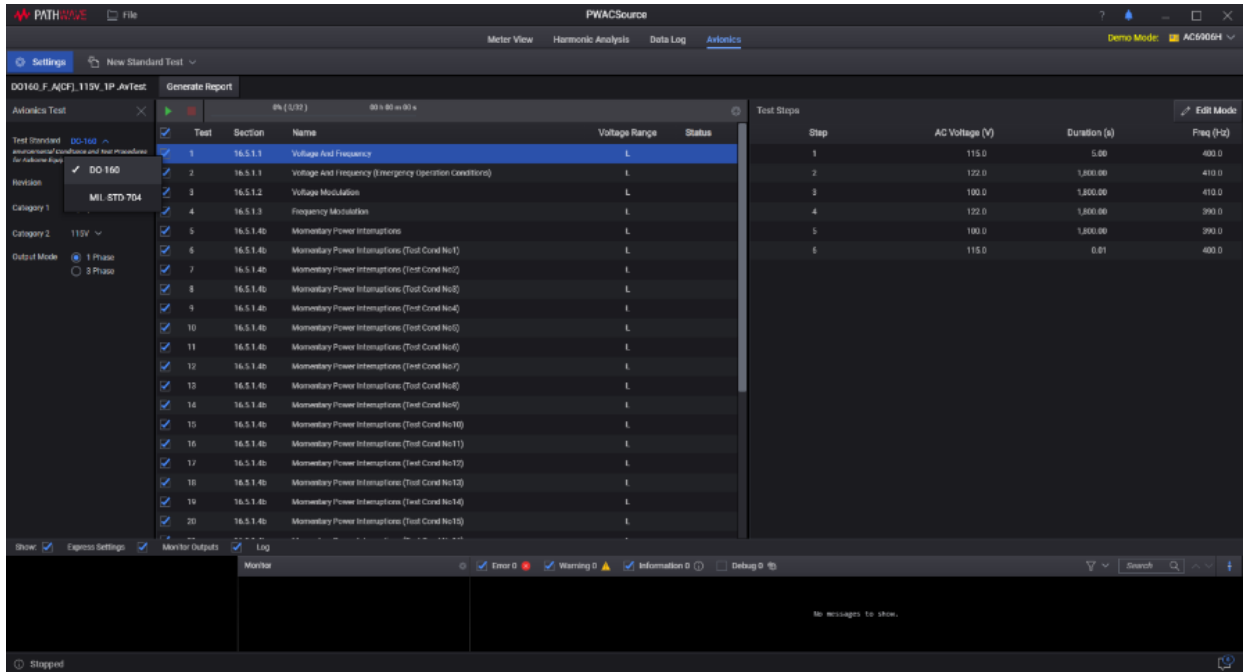 PATHWAVE File PWACSource ?
Meter View Harmonic Analysis Data Log Avionics Demo Mode: AC6906H
Settings New Standard Test
DO160_F_A(CF)_115V_1P.AvTest Generate Report
Avionics Test 0% ( 0/32 ) 00 h 00 m 00 s Test Steps Edit Mode
Test Standard DO-160
Environmental Conditions and Test Procedures
for Airborne Equip
DO-160
MIL-STD-704
Revision
Category 1
Category 2 115V
Output Mode 1 Phase
3 Phase
Test Section Name Voltage Range Status
1 16.5.1.1 Voltage And Frequency L
2 16.5.1.1 Voltage And Frequency (Emergency Operation Conditions) L
3 16.5.1.2 Voltage Modulation L
4 16.5.1.3 Frequency Modulation L
5 16.5.1.4b Momentary Power Interruptions L
6 16.5.1.4b Momentary Power Interruptions (Test Cond No1) L
7 16.5.1.4b Momentary Power Interruptions (Test Cond No2) L
8 16.5.1.4b Momentary Power Interruptions (Test Cond No3) L
9 16.5.1.4b Momentary Power Interruptions (Test Cond No4) L
10 16.5.1.4b Momentary Power Interruptions (Test Cond No5) L
11 16.5.1.4b Momentary Power Interruptions (Test Cond No6) L
12 16.5.1.4b Momentary Power Interruptions (Test Cond No7) L
13 16.5.1.4b Momentary Power Interruptions (Test Cond No8) L
14 16.5.1.4b Momentary Power Interruptions (Test Cond No9) L
15 16.5.1.4b Momentary Power Interruptions (Test Cond No10) L
16 16.5.1.4b Momentary Power Interruptions (Test Cond No11) L
17 16.5.1.4b Momentary Power Interruptions (Test Cond No12) L
18 16.5.1.4b Momentary Power Interruptions (Test Cond No13) L
19 16.5.1.4b Momentary Power Interruptions (Test Cond No14) L
20 16.5.1.4b Momentary Power Interruptions (Test Cond No15) L
Step AC Voltage (V) Duration (s) Freq (Hz)
1 115.0 5.00 400.0
2 122.0 1,800.00 410.0
3 100.0 1,800.00 410.0
4 122.0 1,800.00 390.0
5 100.0 1,800.00 390.0
6 115.0 0.01 400.0
Show: Express Settings Monitor Outputs Log
Monitor Error 0 Warning 0 Information 0 Debug 0 Search
No messages to show.
Stopped